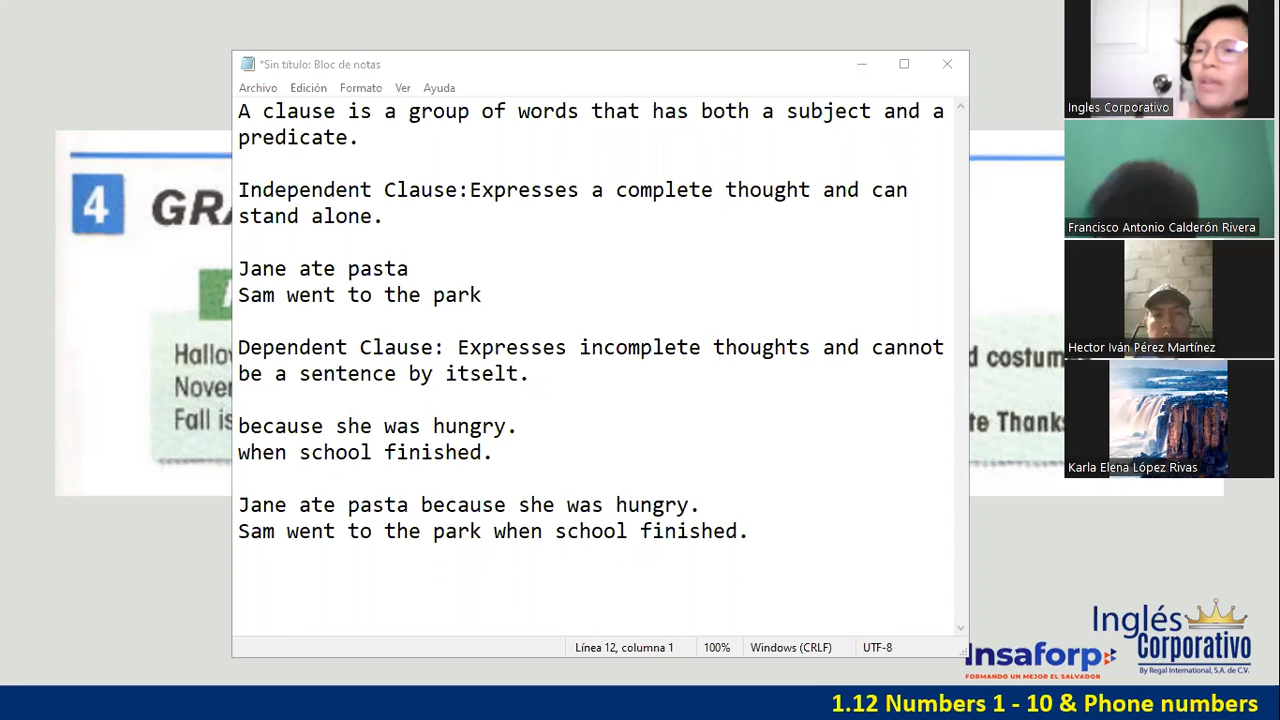 *Sin título: Bloc de notas
Archivo Edición Formato Ver Ayuda
A clause is a group of words that has both a subject and a
predicate.
Independent Clause:Expresses a complete thought and can
stand alone.
Jane ate pasta
Sam went to the park
Dependent Clause: Expresses incomplete thoughts and cannot
be a sentence by itselt.
because she was hungry.
when school finished.
Jane ate pasta because she was hungry.
Sam went to the park when school finished.
Línea 12, columna 1 100% Windows (CRLF) UTF-8
4 GRA
Hallo
Nove
Fall is
d costum
te Thanks
Ingles Corporativo
Francisco Antonio Calderón Rivera
Hector Iván Pérez Martínez
Karla Elena López Rivas
Inglés
Corporativo
By Regal International, S.A. de C.V.
Insaforp
FORMANDO UN MEJOR EL SALVADOR
1.12 Numbers 1 - 10 & Phone numbers